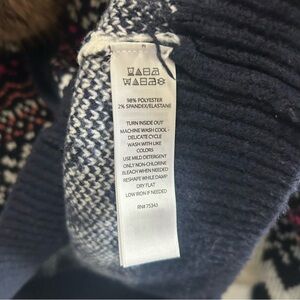 98% POLYESTER
2% SPANDEX/ELASTANE
TURN INSIDE OUT
MACHINE WASH COOL -
DELICATE CYCLE
WASH WITH LIKE
COLORS
USE MILD DETERGENT
ONLY NON-CHLORINE
BLEACH WHEN NEEDED
RESHAPE WHILE DAMP
DRY FLAT
LOW IRON IF NEEDED
RN# 75343